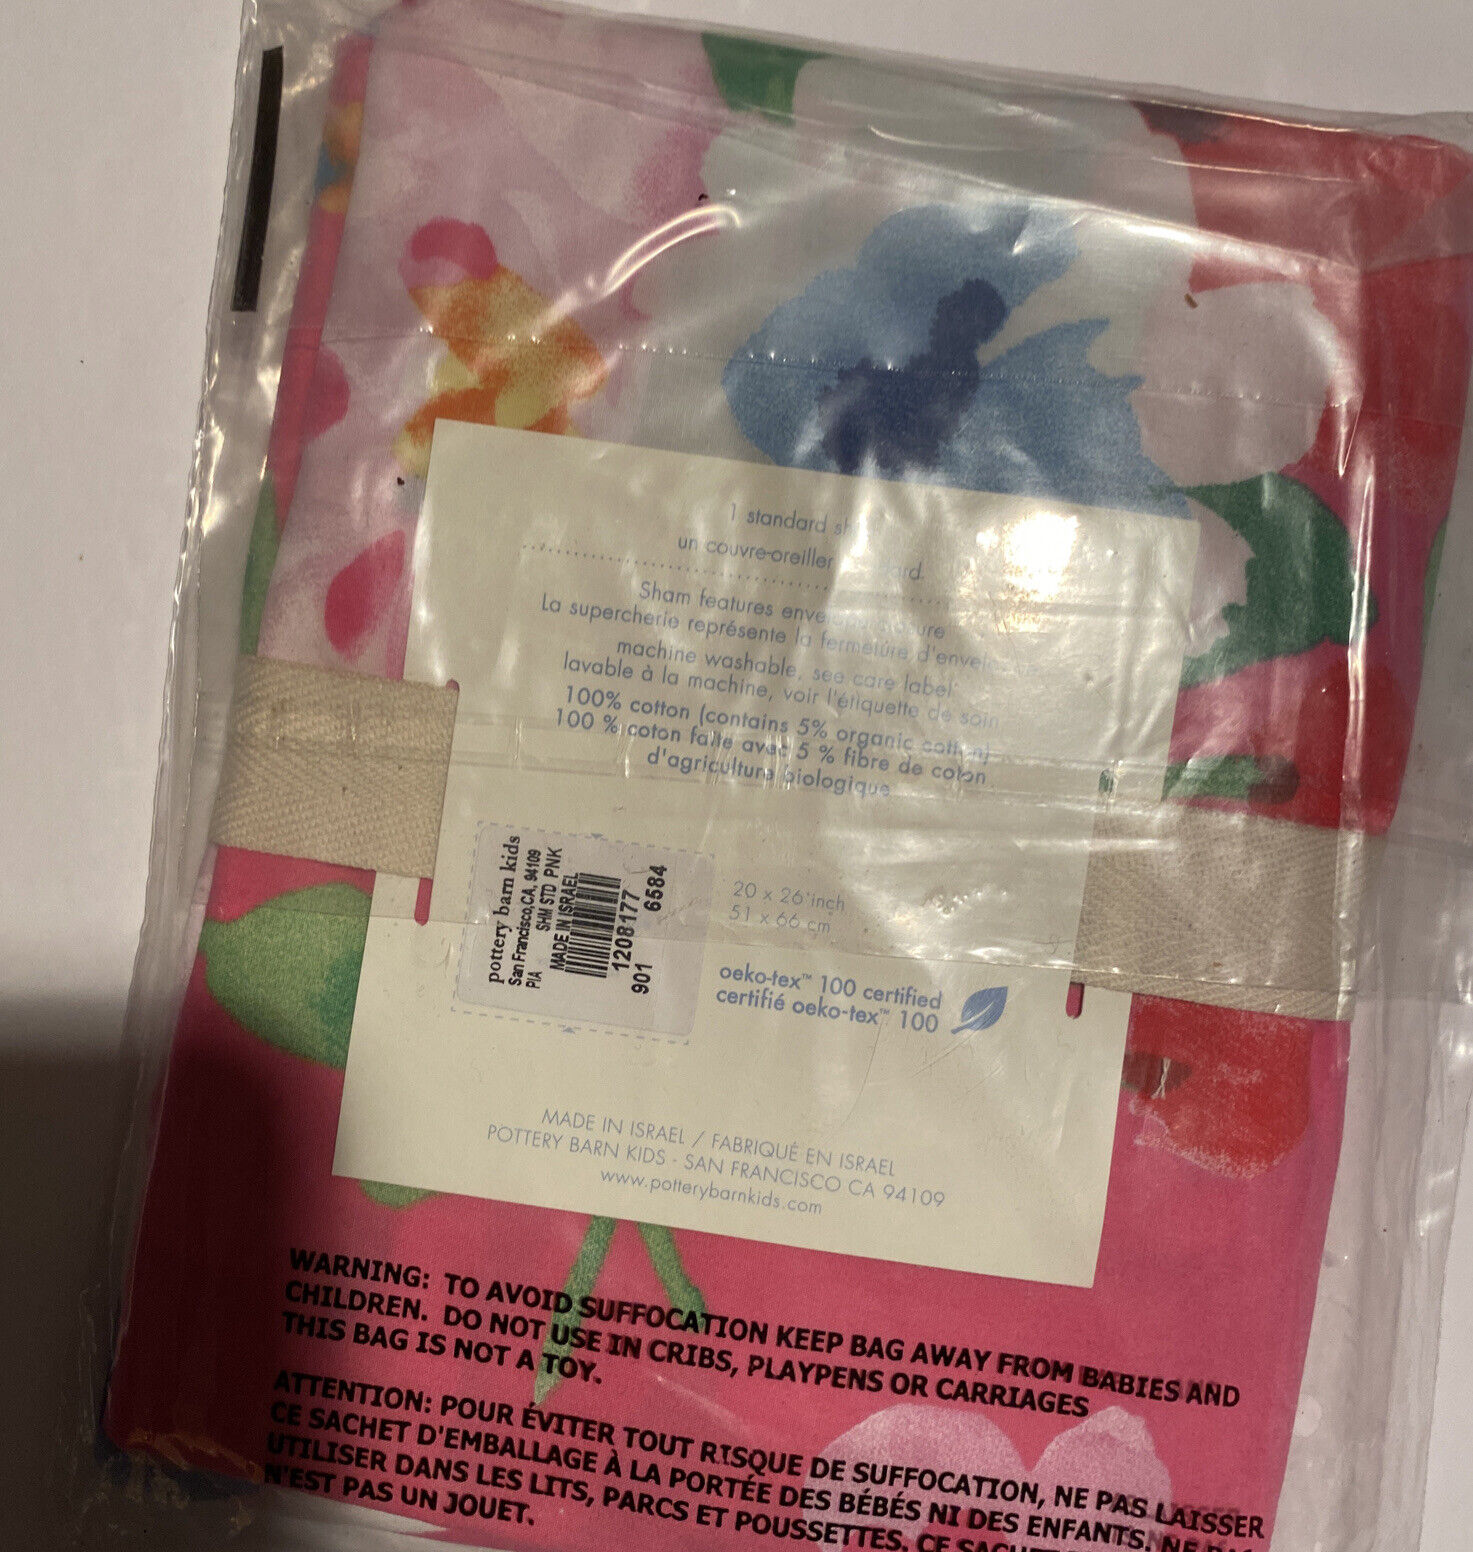 1 standard
un couvre-oreiller
Sham features
La supercherie représente la fermeture
machine washable, see care label
lavable à la machine, voir l'étiquette de soin
100% cotton (contains 5% organic cotton)
100 % coton faite avec 5 % fibre de coton
d'agriculture biologique
pottery barn kids
San Francisco, CA, 94109
PIA SHM STD PNK
MADE IN ISRAEL
1208177
901 6584
20 x 26 inch
51 x 66 cm
oeko-tex™ 100 certified
certifié oeko-tex™ 100
MADE IN ISRAEL / FABRIQUÉ EN ISRAEL
POTTERY BARN KIDS - SAN FRANCISCO CA 94109
www.potterybarnkids.com
WARNING: TO AVOID SUFFOCATION KEEP BAG AWAY FROM BABIES AND
CHILDREN. DO NOT USE IN CRIBS, PLAYPENS OR CARRIAGES
THIS BAG IS NOT A TOY.
ATTENTION: POUR ÉVITER TOUT RISQUE DE SUFFOCATION, NE PAS LAISSER
CE SACHET D'EMBALLAGE À LA PORTÉE DES BÉBÉS NI DES ENFANTS. NE PAS
UTILISER DANS LES LITS, PARCS ET POUSSETTES. CE
N'EST PAS UN JOUET.